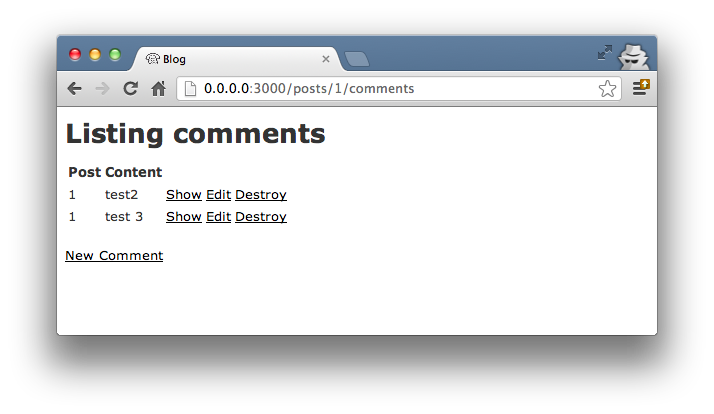 Blog
0.0.0.0:3000/posts/1/comments
Listing comments
Post Content
1 test2 Show Edit Destroy
1 test 3 Show Edit Destroy
New Comment